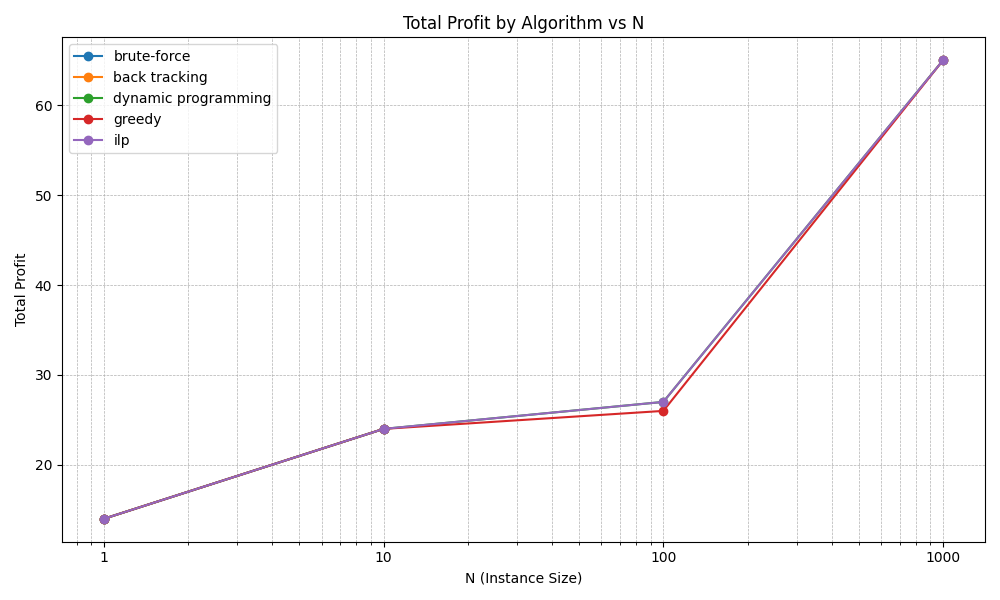 Total Profit by Algorithm vs N
brute-force
back tracking
dynamic programming
greedy
ilp
Total Profit
60
50
40
30
20
1 10 100 1000
N (Instance Size)